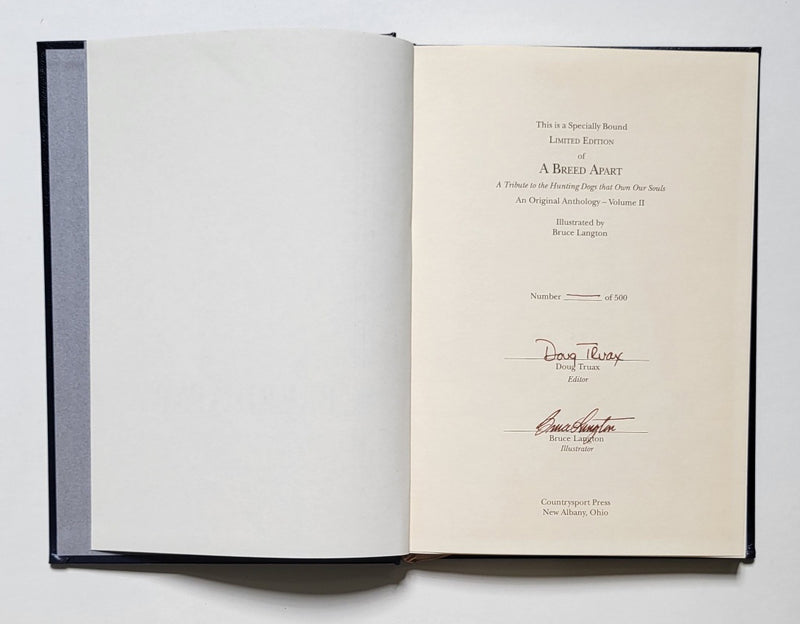 This is a Specially Bound
LIMITED EDITION
of
A BREED APART
A Tribute to the Hunting Dogs that Own Our Souls
An Original Anthology – Volume II
Illustrated by
Bruce Langton
Number — of 500
Doug Truax
Doug Truax
Editor
Bruce Langton
Bruce Langton
Illustrator
Countrysport Press
New Albany, Ohio